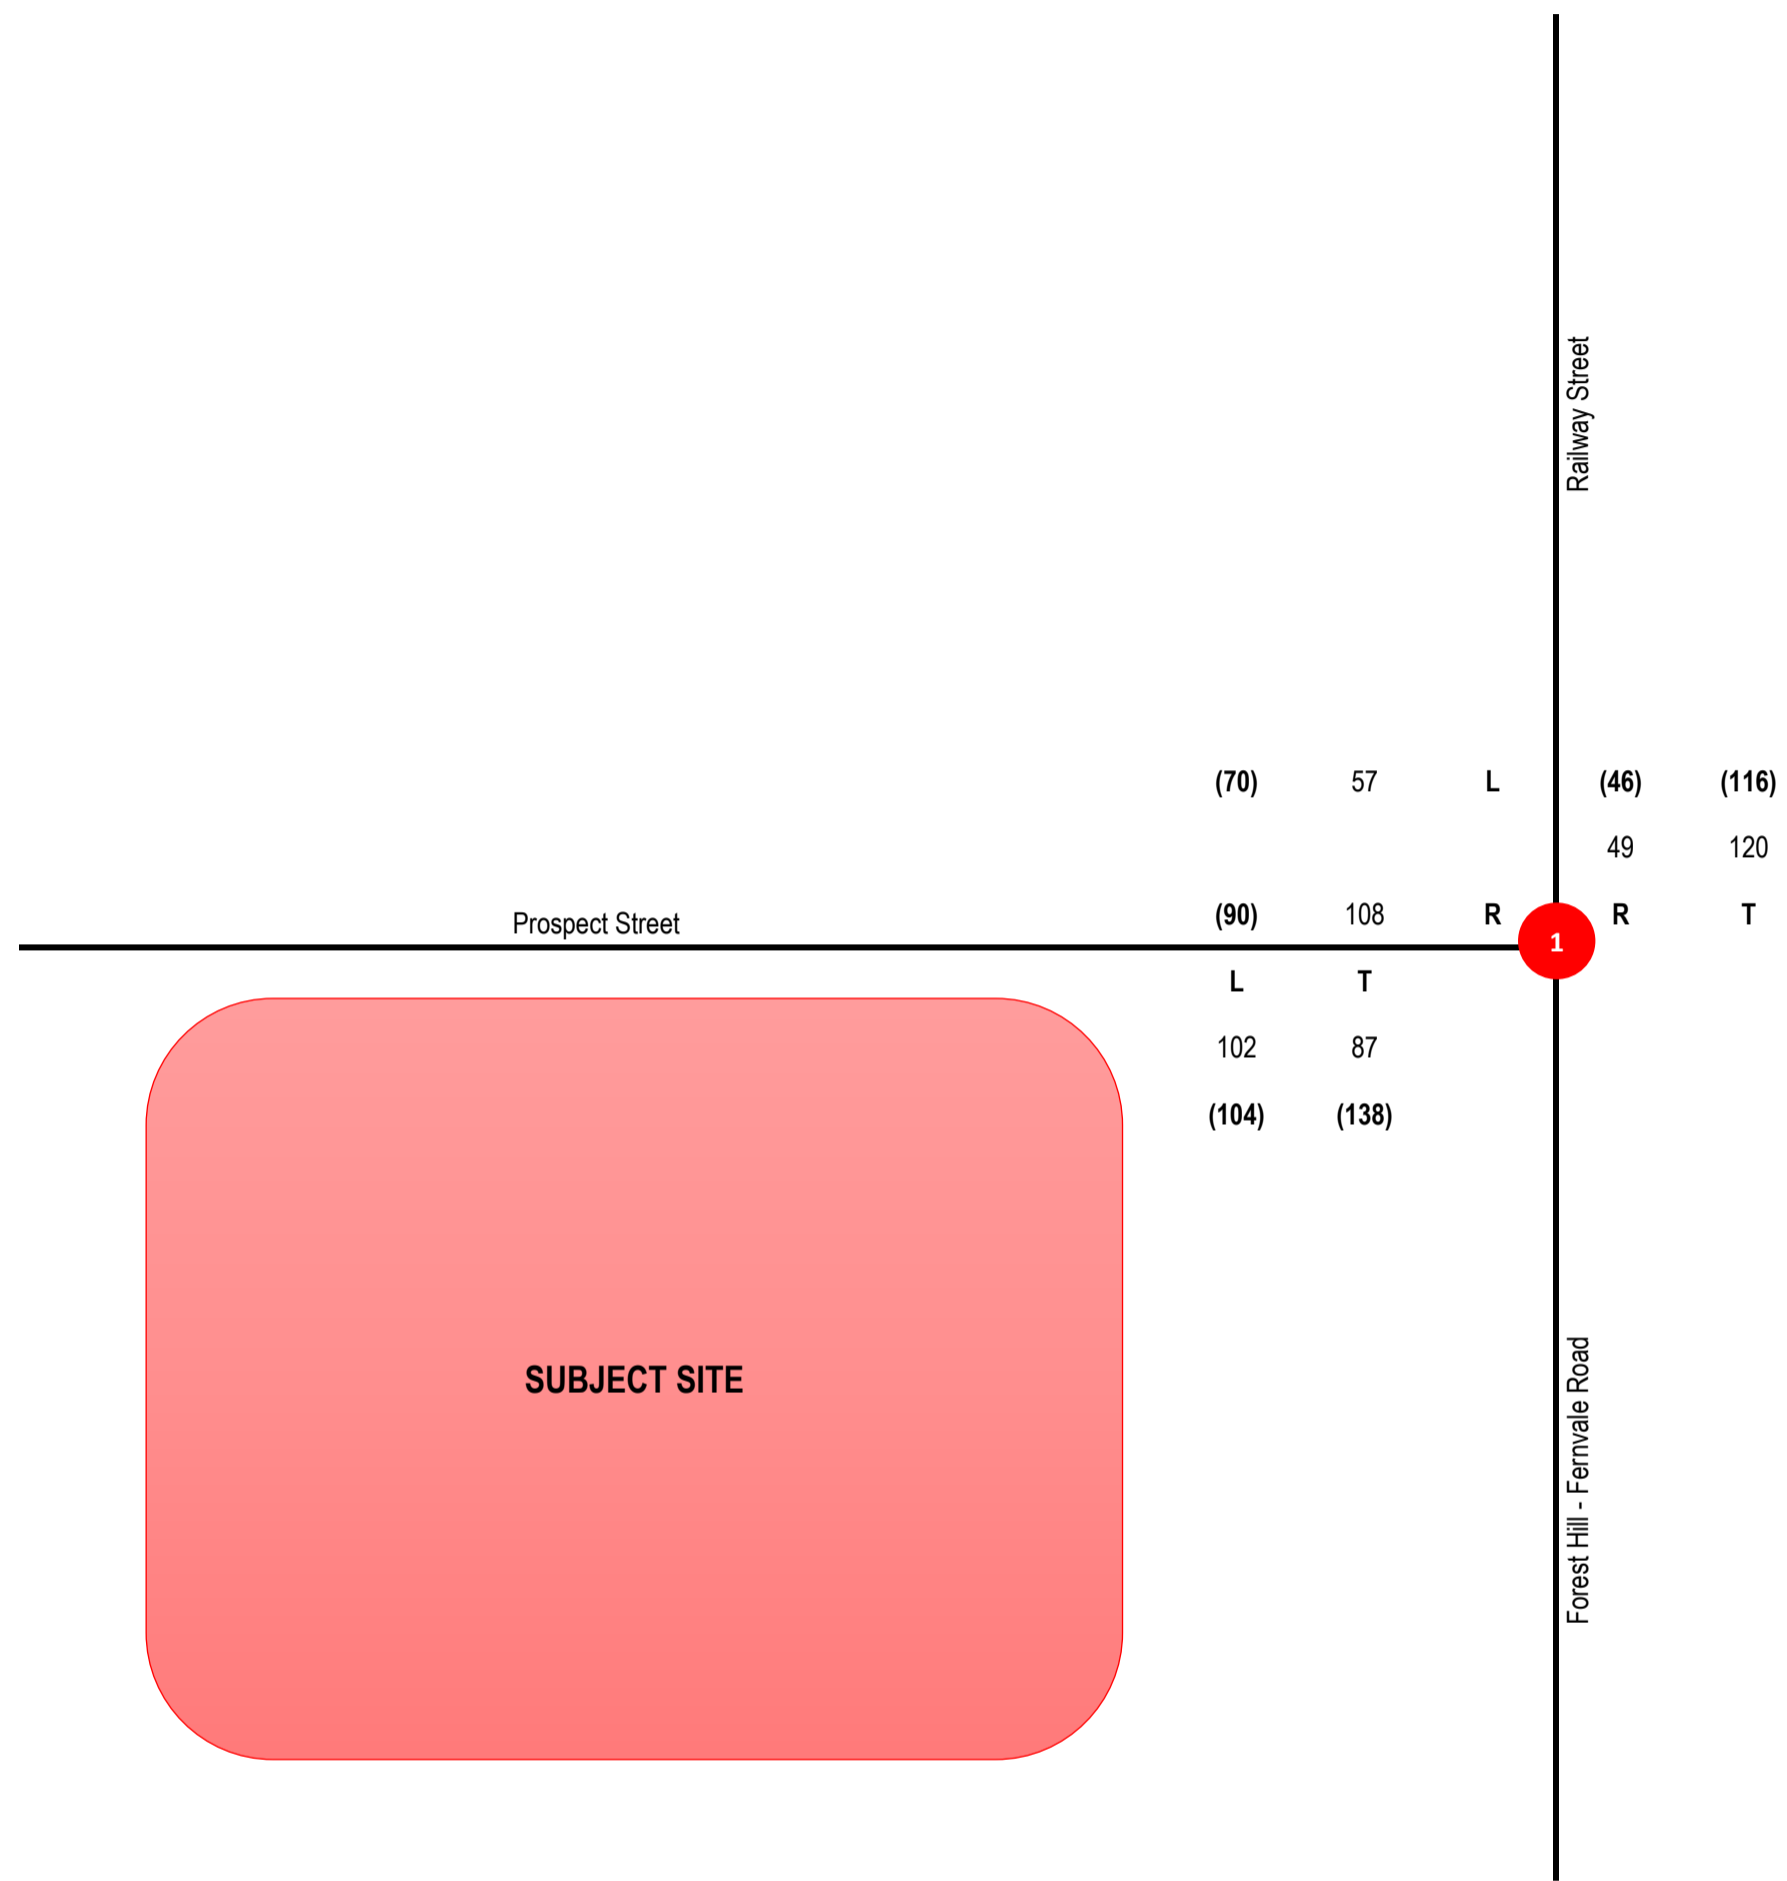 Railway Street
(70) 57 L (46) (116)
49 120
Prospect Street (90) 108 R 1 R T
L T
102 87
(104) (138)
SUBJECT SITE
Forest Hill - Fernvale Road